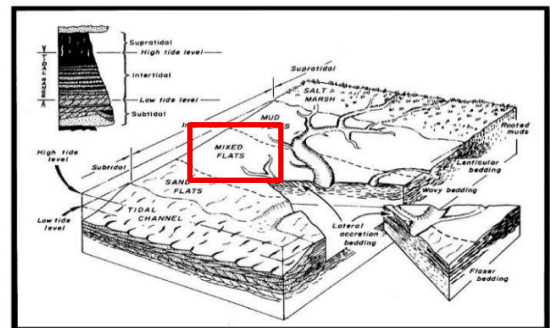 Supratidal
High tide level
Intertidal
Low tide level
Subtidal
Supratidal
SALT
MARSH
MUD
MIXED
FLATS
SAND
FLATS
TIDAL
CHANNEL
Subtidal
High tide
level
Low tide
level
Rooted
muds
Lenticular
bedding
Wavy bedding
Lateral
accretion
bedding
Flaser
bedding